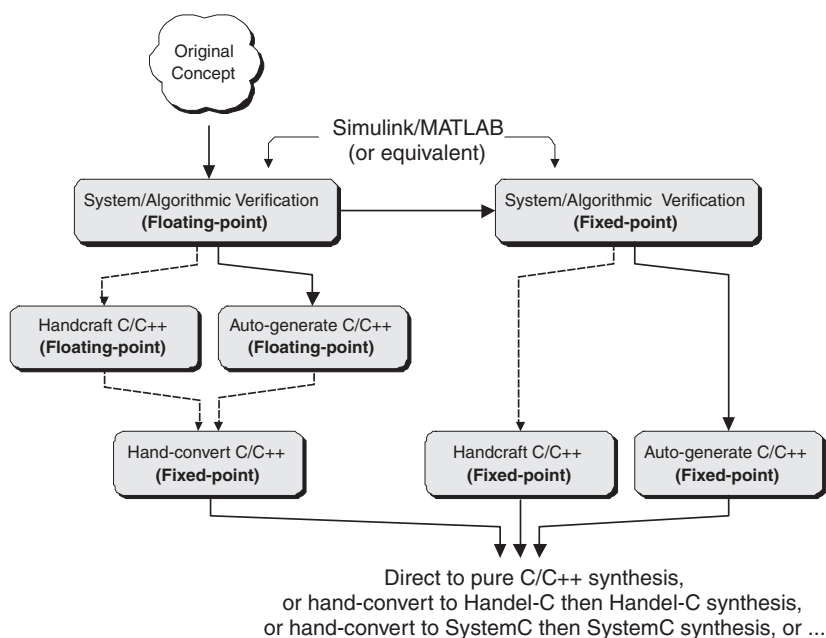 Original
Concept
Simulink/MATLAB
(or equivalent)
System/Algorithmic Verification
(Floating-point)
System/Algorithmic Verification
(Fixed-point)
Handcraft C/C++
(Floating-point)
Auto-generate C/C++
(Floating-point)
Hand-convert C/C++
(Fixed-point)
Handcraft C/C++
(Fixed-point)
Auto-generate C/C++
(Fixed-point)
Direct to pure C/C++ synthesis,
or hand-convert to Handel-C then Handel-C synthesis,
or hand-convert to SystemC then SystemC synthesis, or ...